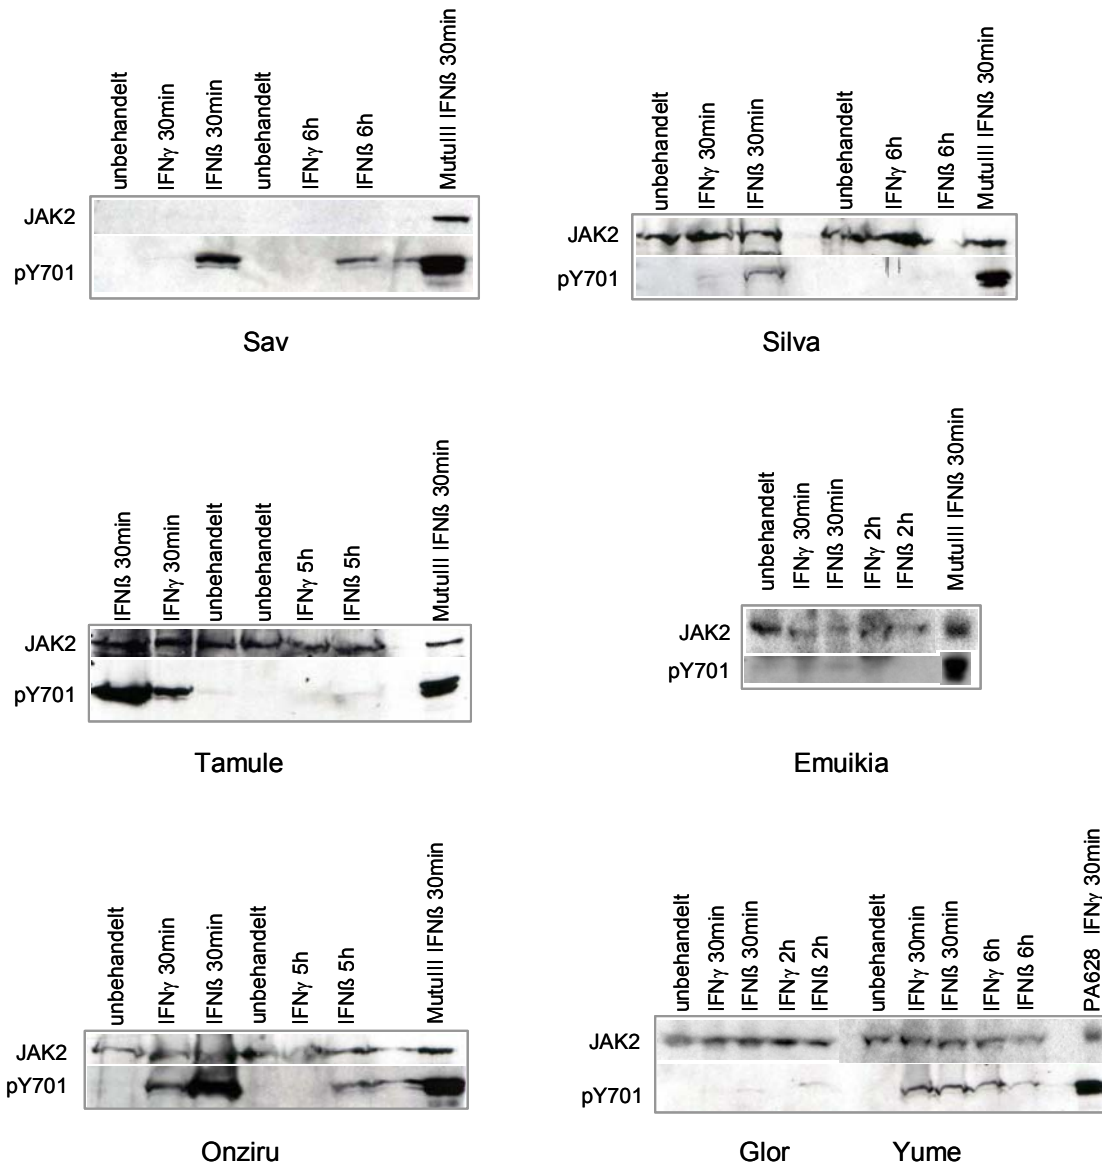 unbehandelt
IFNγ 30min
IFNß 30min
unbehandelt
IFNγ 6h
IFNß 6h
MutuIII IFNß 30min
JAK2
pY701
Sav
unbehandelt
IFNγ 30min
IFNß 30min
unbehandelt
IFNγ 6h
IFNß 6h
MutuIII IFNß 30min
JAK2
pY701
Silva
IFNß 30min
IFNγ 30min
unbehandelt
unbehandelt
IFNγ 5h
IFNß 5h
MutuIII IFNß 30min
JAK2
pY701
Tamule
unbehandelt
IFNγ 30min
IFNß 30min
IFNγ 2h
IFNß 2h
MutuIII IFNß 30min
JAK2
pY701
Emuikia
unbehandelt
IFNγ 30min
IFNß 30min
unbehandelt
IFNγ 5h
IFNß 5h
MutuIII IFNß 30min
JAK2
pY701
Onziru
unbehandelt
IFNγ 30min
IFNß 30min
IFNγ 2h
IFNß 2h
unbehandelt
IFNγ 30min
IFNß 30min
IFNγ 6h
IFNß 6h
PA628 IFNγ 30min
JAK2
pY701
Glor Yume